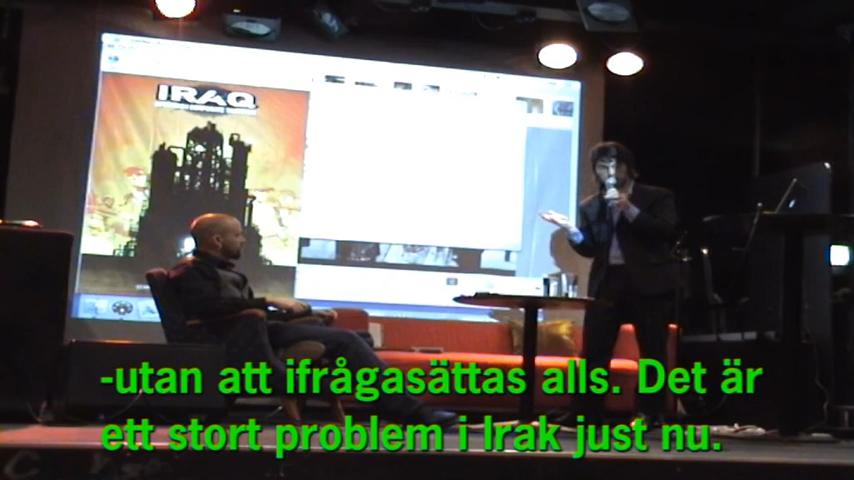 IRAQ
-utan att ifrågasättas alls. Det är
ett stort problem i Irak just nu.